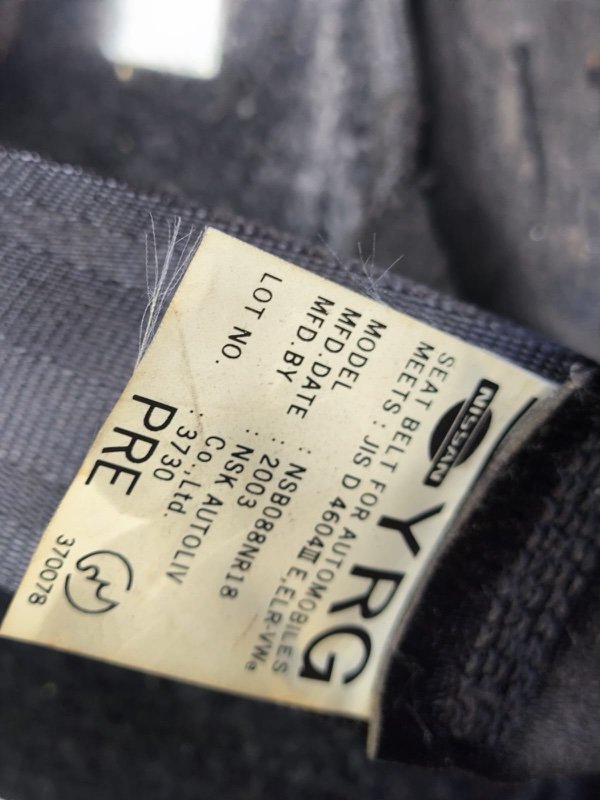 NISSAN YRG
SEAT BELT FOR AUTOMOBILES
MEETS : JIS D 4604Ⅲ E,ELR-VWe
MODEL : NSB088NR18
MFD.DATE : 2003
MFD.BY : NSK AUTOLIV
Co.,Ltd.
LOT NO. : 3730
PRE
370078